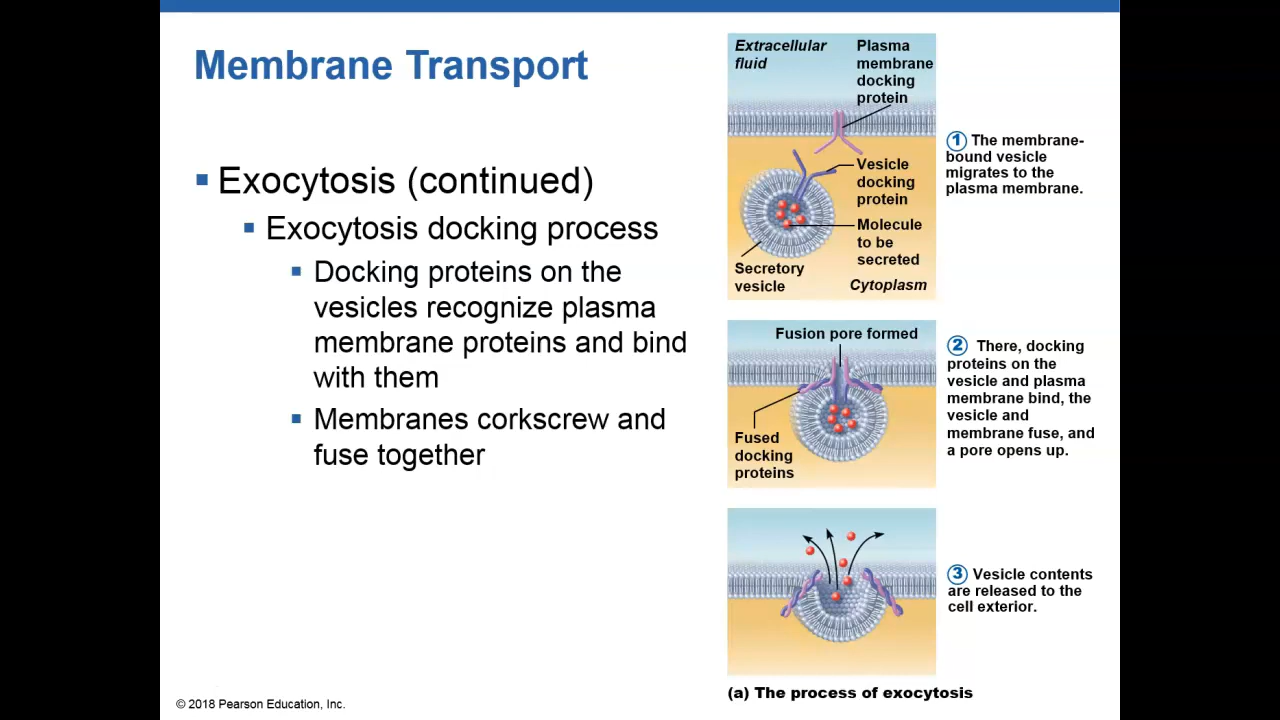 Membrane Transport
▪ Exocytosis (continued)
▪ Exocytosis docking process
▪ Docking proteins on the
vesicles recognize plasma
membrane proteins and bind
with them
▪ Membranes corkscrew and
fuse together
Extracellular
fluid
Plasma
membrane
docking
protein
Vesicle
docking
protein
Molecule
to be
secreted
Secretory
vesicle
Cytoplasm
1 The membrane-
bound vesicle
migrates to the
plasma membrane.
Fusion pore formed
Fused
docking
proteins
2 There, docking
proteins on the
vesicle and plasma
membrane bind, the
vesicle and
membrane fuse, and
a pore opens up.
3 Vesicle contents
are released to the
cell exterior.
(a) The process of exocytosis
© 2018 Pearson Education, Inc.